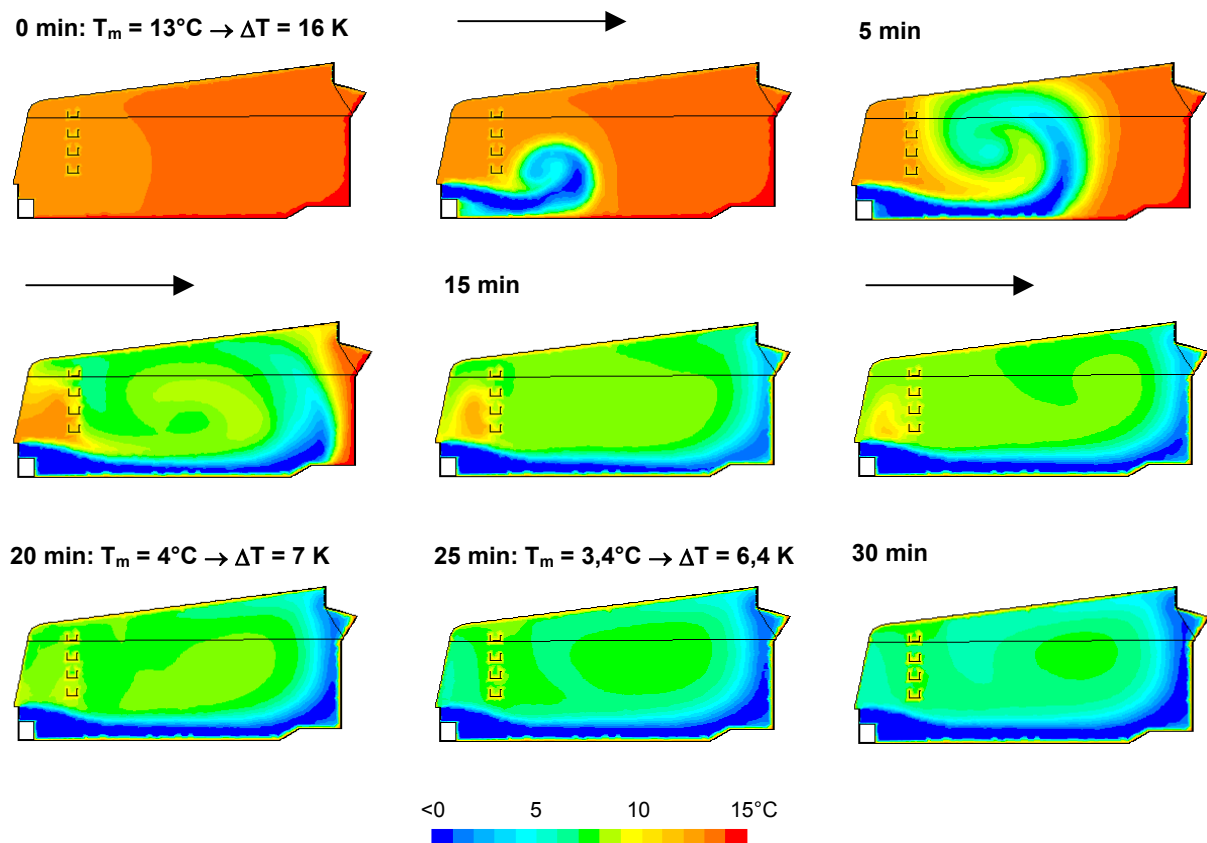 0 min: Tm = 13°C → ΔT = 16 K
5 min
15 min
20 min: Tm = 4°C → ΔT = 7 K
25 min: Tm = 3,4°C → ΔT = 6,4 K
30 min
<0 5 10 15°C